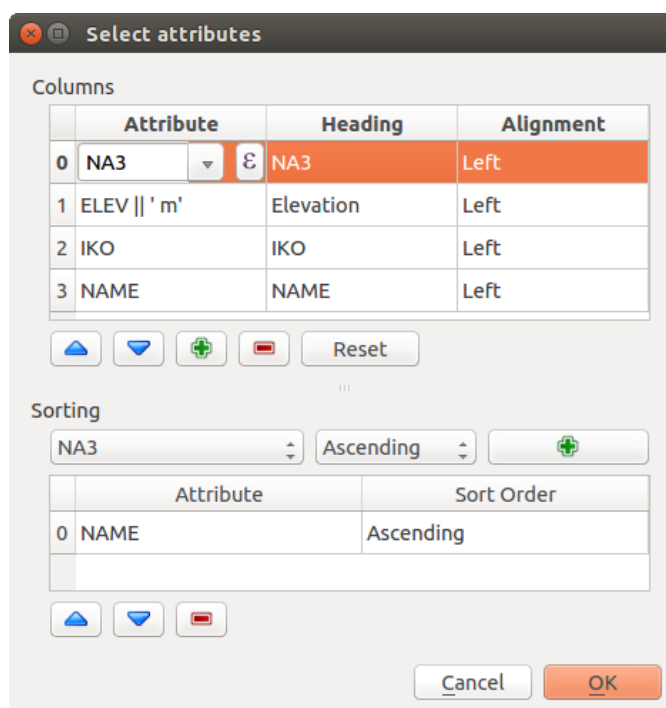 Select attributes
Columns
Attribute Heading Alignment
0 NA3 ε NA3 Left
1 ELEV || ' m' Elevation Left
2 IKO IKO Left
3 NAME NAME Left
Reset
Sorting
NA3 Ascending
Attribute Sort Order
0 NAME Ascending
Cancel OK